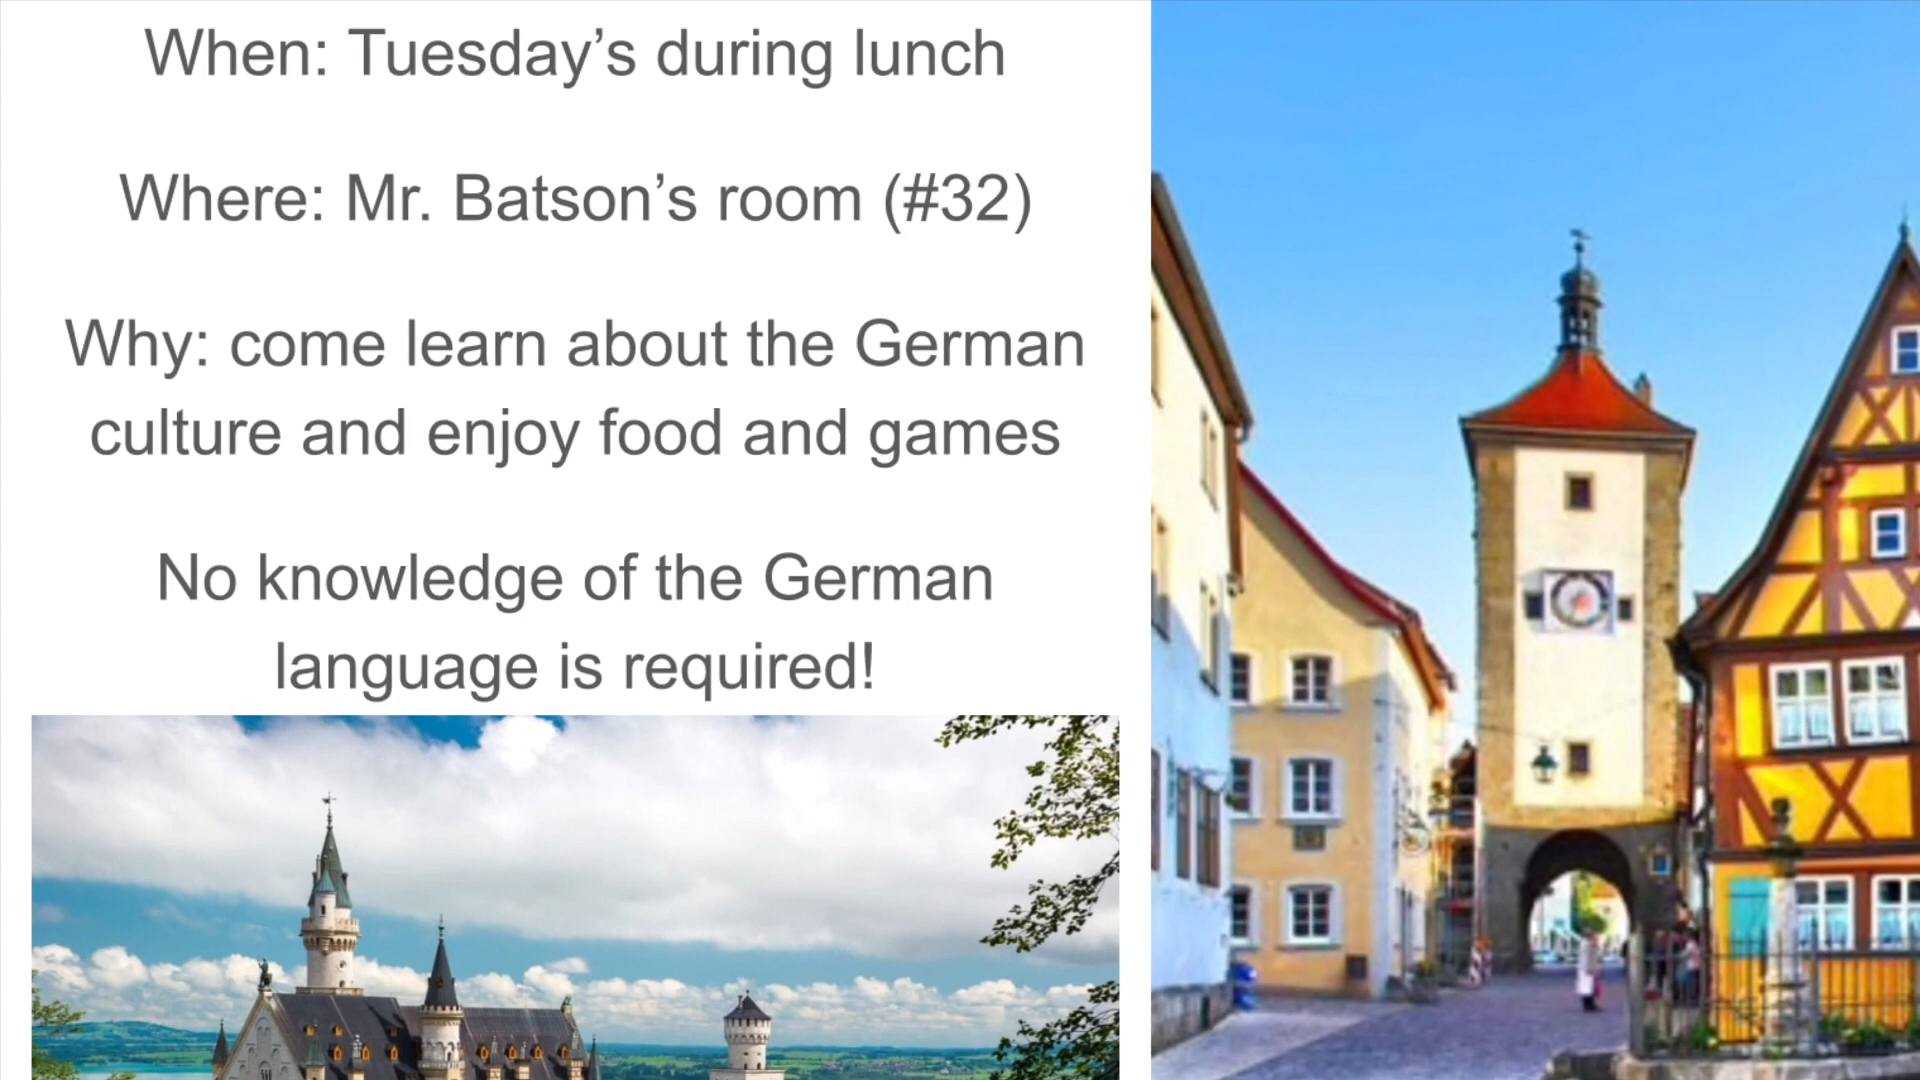 When: Tuesday’s during lunch
Where: Mr. Batson’s room (#32)
Why: come learn about the German
culture and enjoy food and games
No knowledge of the German
language is required!